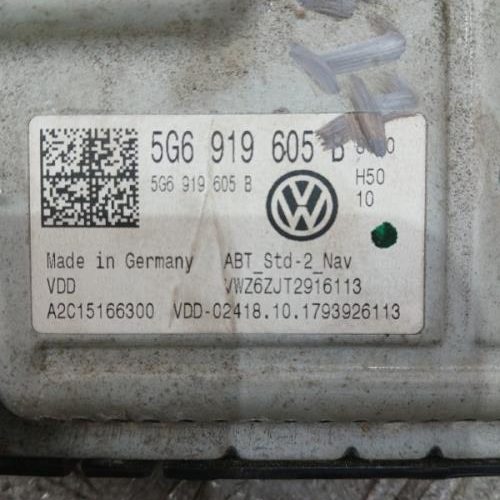 5G6 919 605 B
5G6 919 605 B
H50
10
Made in Germany ABT_Std-2_Nav
VDD VWZ6ZJT2916113
A2C15166300 VDD-02418.10.1793926113